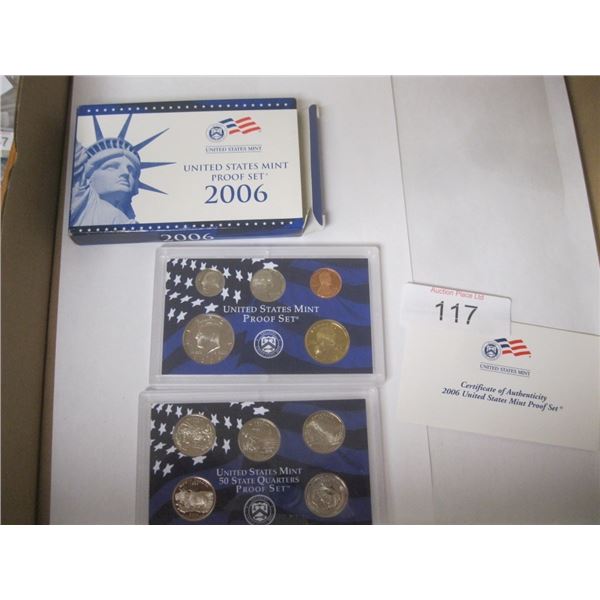 UNITED STATES MINT
UNITED STATES MINT
PROOF SET
2006
2006
UNITED STATES MINT
PROOF SET
Auction Place Ltd
117
UNITED STATES MINT
Certificate of Authenticity
2006 United States Mint Proof Set
UNITED STATES MINT
50 STATE QUARTERS
PROOF SET
7